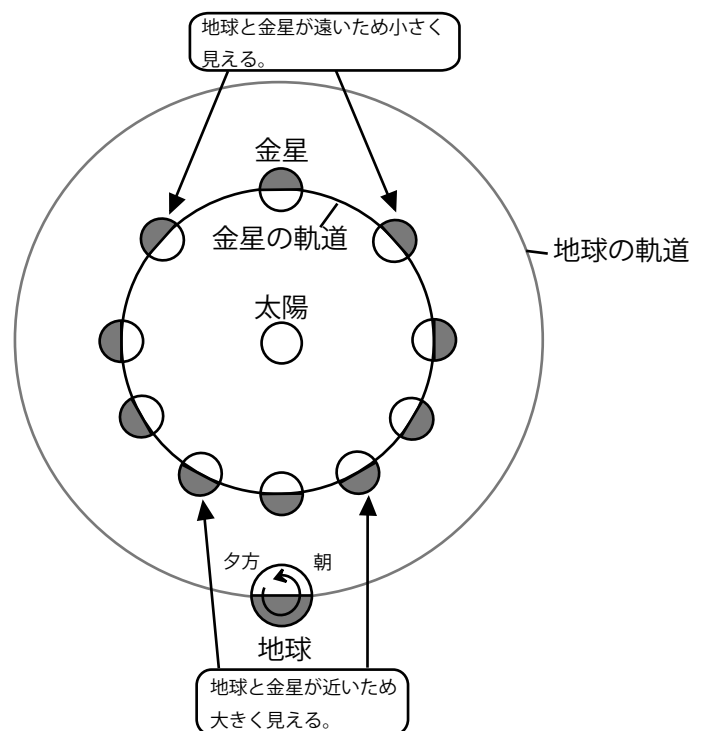 地球と金星が遠いため小さく
見える。
金星
金星の軌道
地球の軌道
太陽
夕方
朝
地球
地球と金星が近いため
大きく見える。